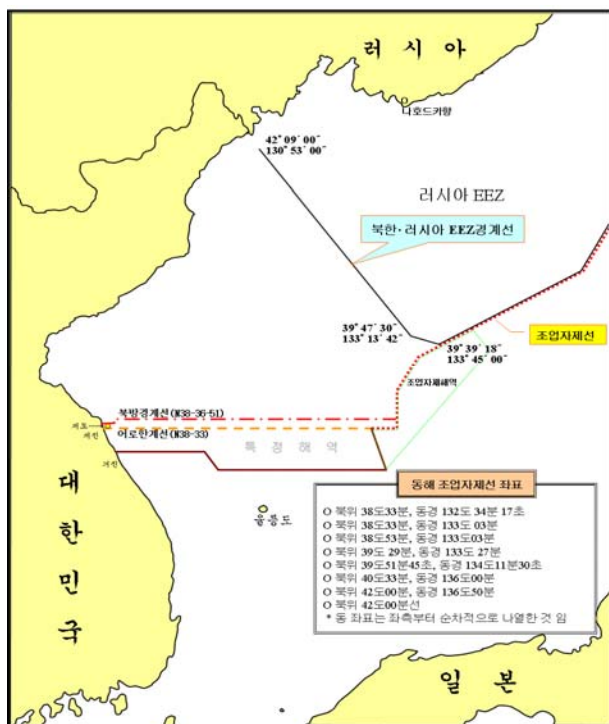 러 시 아
나호드카항
42° 09´ 00˝
130° 53´ 00˝
러시아 EEZ
북한·러시아 EEZ경계선
39° 47´ 30˝
133° 13´ 42˝
조업자제선
39° 39´ 18˝
133° 45´ 00˝
조업자제해역
북방경계선(N38-36-51)
어로한계선(N38-33)
특 정 해 역
울릉도
대
한
민
국
동해 조업자제선 좌표
O 북위 38도33분, 동경 132도 34분 17초
O 북위 38도33분, 동경 133도 03분
O 북위 38도53분, 동경 133도03분
O 북위 39도 29분, 동경 133도 27분
O 북위 39도51분45초, 동경 134도11분30초
O 북위 40도33분, 동경 136도00분
O 북위 42도00분, 동경 136도50분
O 북위 42도00분선
* 동 좌표는 좌측부터 순차적으로 나열한 것 임
일 본